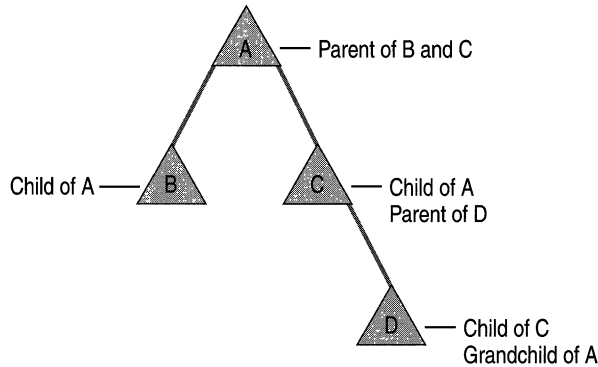 A
Parent of B and C
Child of A
B
C
Child of A
Parent of D
D
Child of C
Grandchild of A